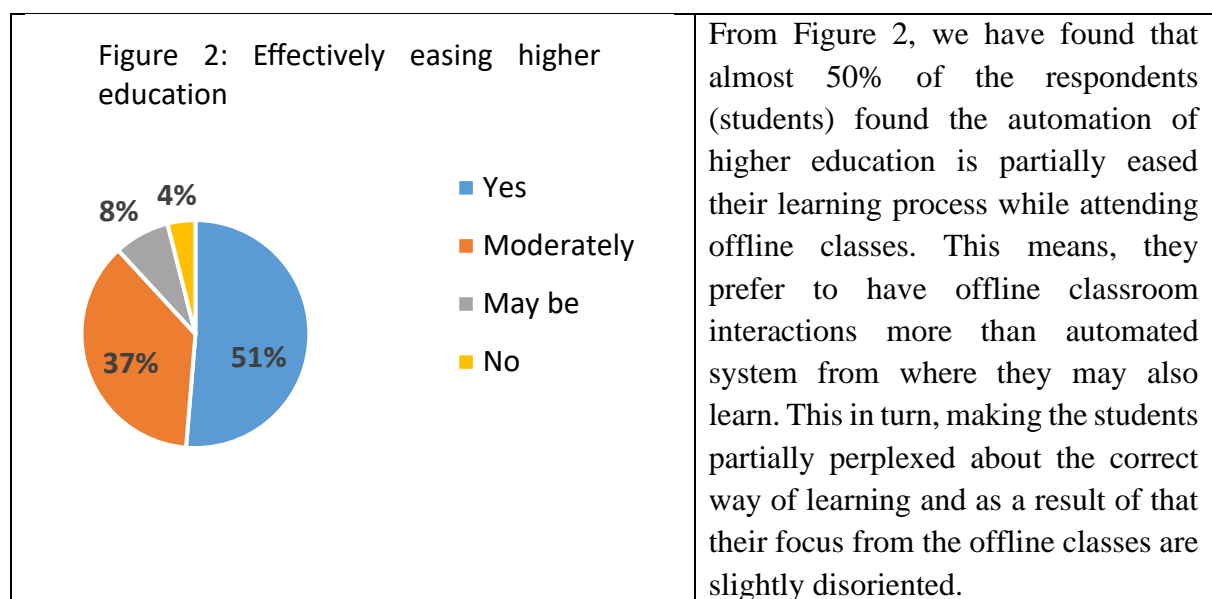 Figure 2: Effectively easing higher
education
8%
4%
37%
51%
Yes
Moderately
May be
No
From Figure 2, we have found that
almost 50% of the respondents
(students) found the automation of
higher education is partially eased
their learning process while attending
offline classes. This means, they
prefer to have offline classroom
interactions more than automated
system from where they may also
learn. This in turn, making the students
partially perplexed about the correct
way of learning and as a result of that
their focus from the offline classes are
slightly disoriented.